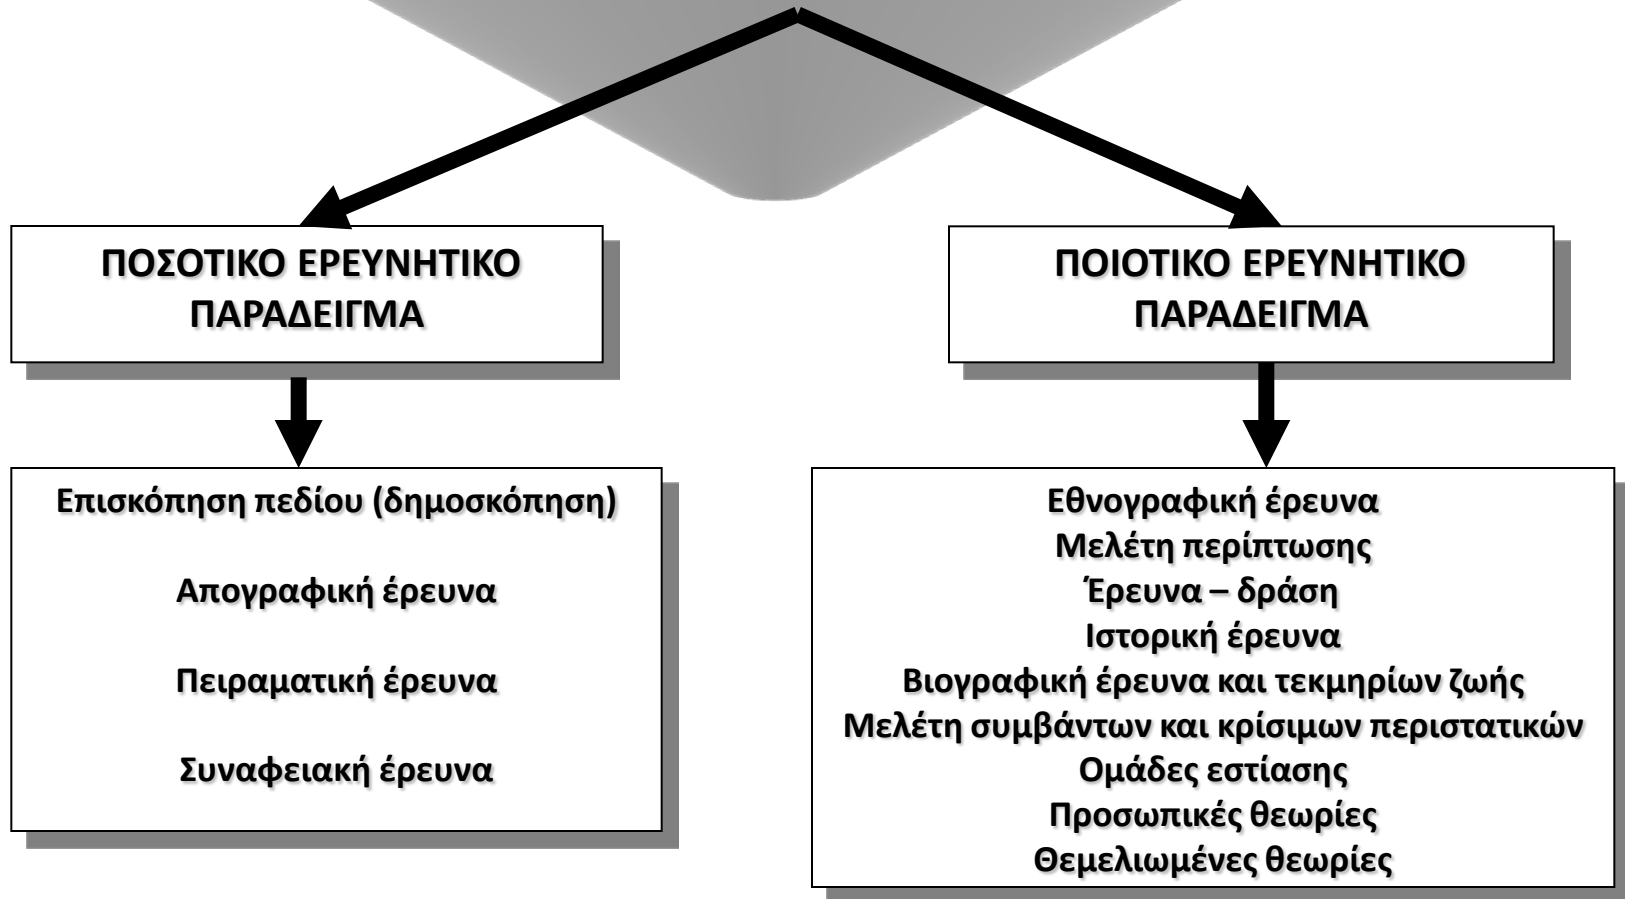 ΠΟΣΟΤΙΚΟ ΕΡΕΥΝΗΤΙΚΟ
ΠΑΡΑΔΕΙΓΜΑ
Επισκόπηση πεδίου (δημοσκόπηση)
Απογραφική έρευνα
Πειραματική έρευνα
Συναφειακή έρευνα
ΠΟΙΟΤΙΚΟ ΕΡΕΥΝΗΤΙΚΟ
ΠΑΡΑΔΕΙΓΜΑ
Εθνογραφική έρευνα
Μελέτη περίπτωσης
Έρευνα – δράση
Ιστορική έρευνα
Βιογραφική έρευνα και τεκμηρίων ζωής
Μελέτη συμβάντων και κρίσιμων περιστατικών
Ομάδες εστίασης
Προσωπικές θεωρίες
Θεμελιωμένες θεωρίες